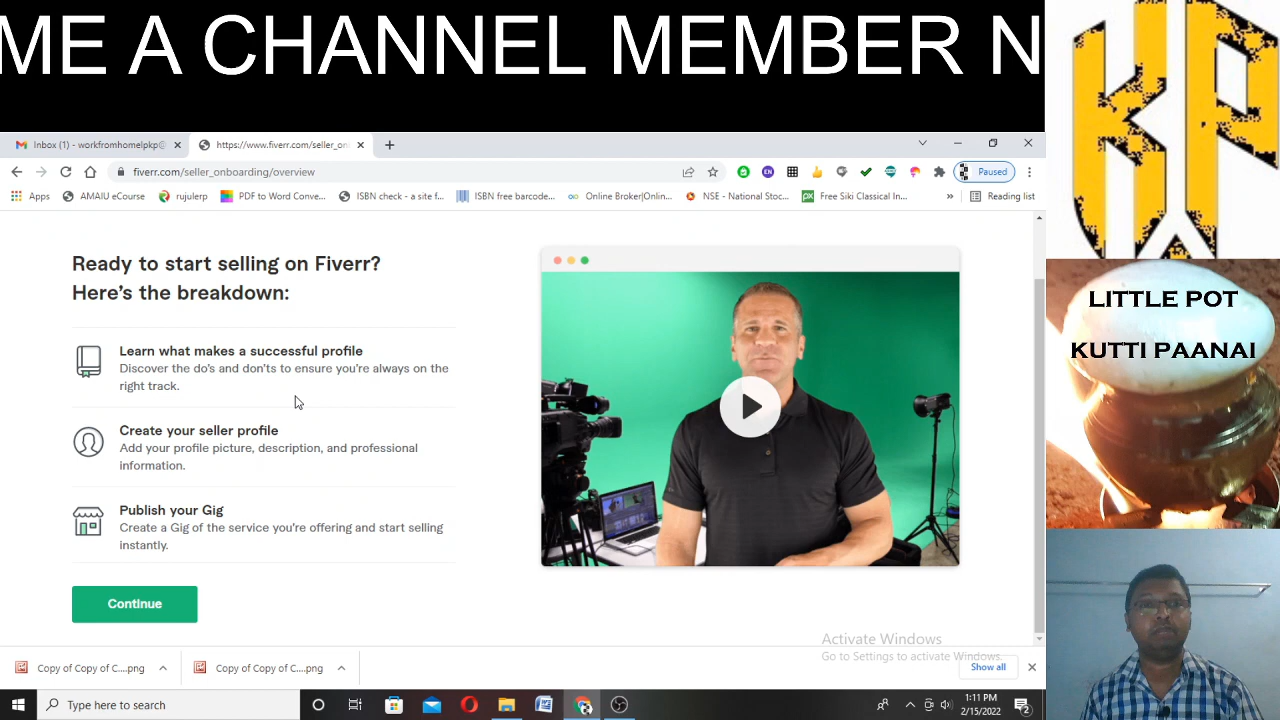 ME A CHANNEL MEMBER N
Inbox (1) - workfromhomelpkp@
https://www.fiverr.com/seller_on
fiverr.com/seller_onboarding/overview
Paused
Apps
AMAIU eCourse
rujulerp
PDF to Word Conve...
ISBN check - a site f...
ISBN free barcode...
Online Broker|Onlin...
NSE - National Stoc...
Free Siki Classical In...
»
Reading list
Ready to start selling on Fiverr?
Here's the breakdown:
Learn what makes a successful profile
Discover the do's and don'ts to ensure you're always on the
right track.
Create your seller profile
Add your profile picture, description, and professional
information.
Publish your Gig
Create a Gig of the service you're offering and start selling
instantly.
Continue
Activate Windows
Go to Settings to activate Windows.
Copy of Copy of C....png
Copy of Copy of C....png
Show all
Type here to search
1:11 PM
2/15/2022
2
KP
LITTLE POT
KUTTI PAANAI